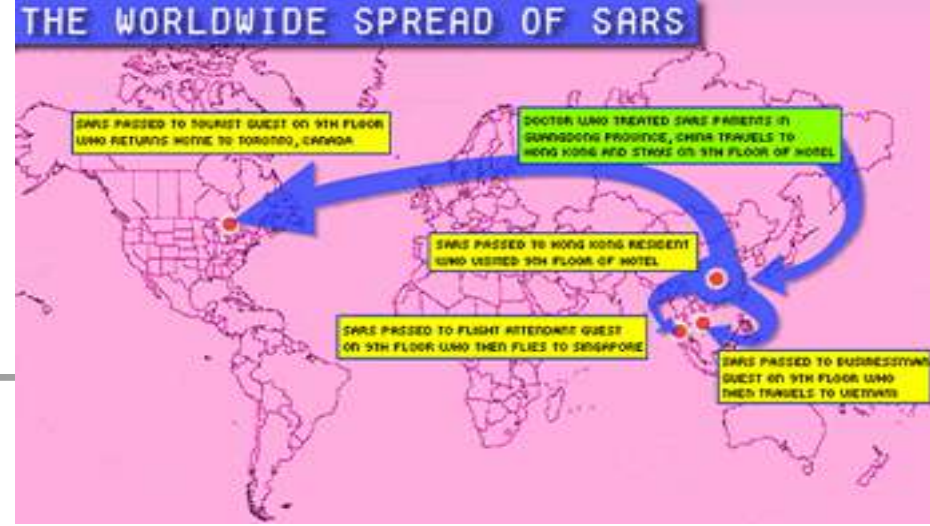 THE WORLDWIDE SPREAD OF SARS
SARS PASSED TO TOURIST GUEST ON 9TH FLOOR
WHO RETURNS HOME TO TORONTO, CANADA
DOCTOR WHO TREATED SARS PATIENTS IN
GUANGDONG PROVINCE, CHINA TRAVELS TO
HONG KONG AND STAYS ON 9TH FLOOR OF HOTEL
SARS PASSED TO HONG KONG RESIDENT
WHO VISITED 9TH FLOOR OF HOTEL
SARS PASSED TO FLIGHT ATTENDANT GUEST
ON 9TH FLOOR WHO THEN FLIES TO SINGAPORE
SARS PASSED TO BUSINESSMAN
GUEST ON 9TH FLOOR WHO
THEN TRAVELS TO VIETNAM